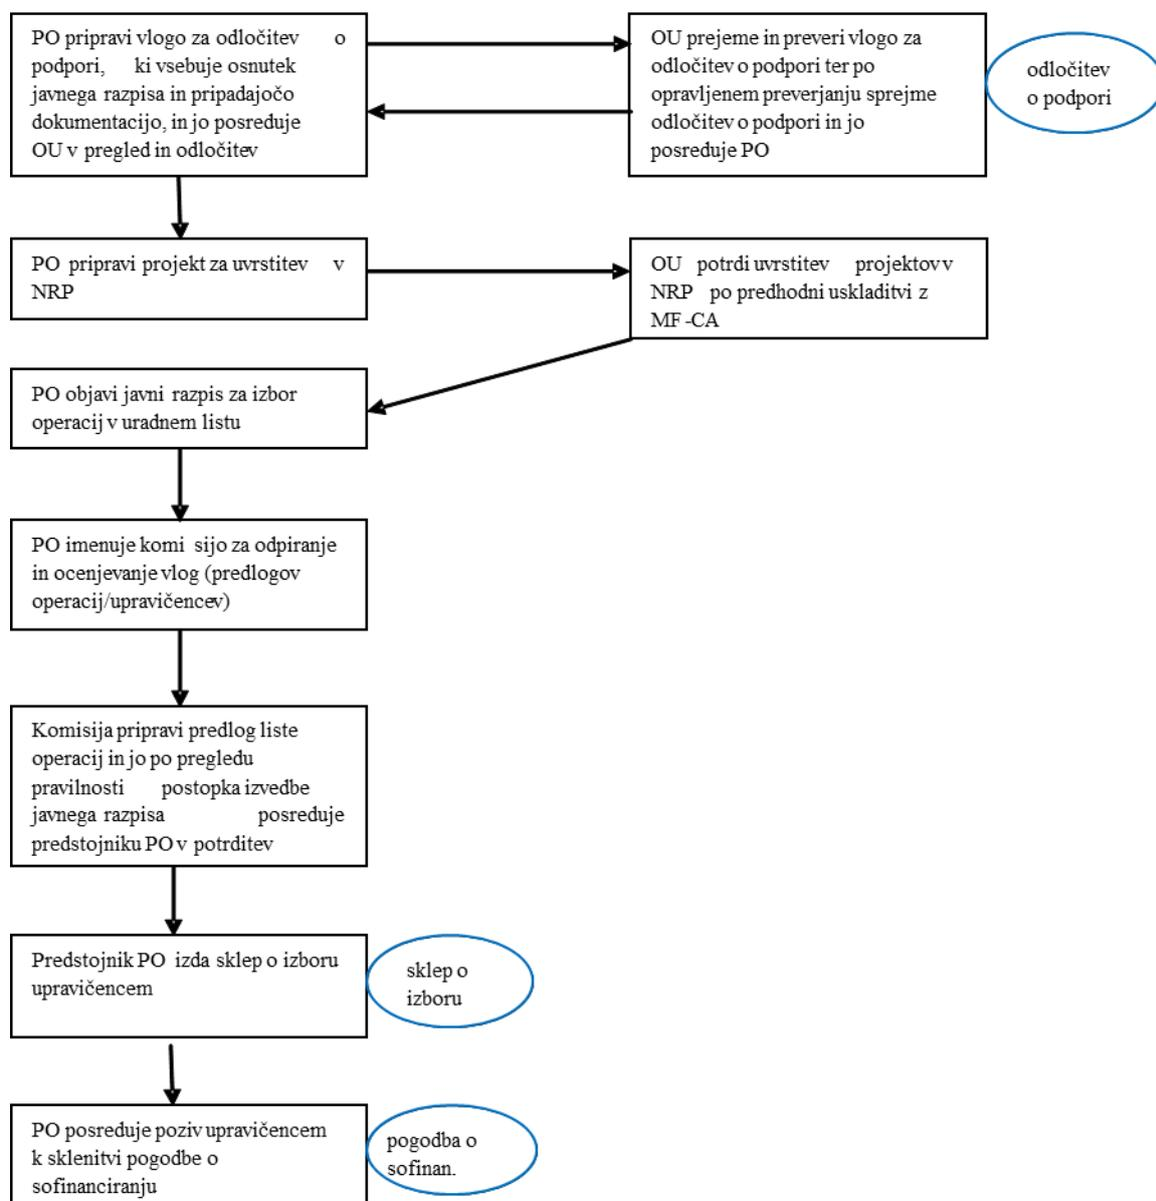 PO pripravi vlogo za odločitev o
podpori, ki vsebuje osnutek
javnega razpisa in pripadajočo
dokumentacijo, in jo posreduje
OU v pregled in odločitev
OU prejeme in preveri vlogo za
odločitev o podpori ter po
opravljenem preverjanju sprejme
odločitev o podpori in jo
posreduje PO
odločitev
o podpori
PO pripravi projekt za uvrstitev v
NRP
OU potrdi uvrstitev projektov v
NRP po predhodni uskladitvi z
MF -CA
PO objavi javni razpis za izbor
operacij v uradnem listu
PO imenuje komi sijo za odpiranje
in ocenjevanje vlog (predlogov
operacij/upravičencev)
Komisija pripravi predlog liste
operacij in jo po pregledu
pravilnosti postopka izvedbe
javnega razpisa posreduje
predstojniku PO v potrditev
Predstojnik PO izda sklep o izboru
upravičencem
sklep o
izboru
PO posreduje poziv upravičencem
k sklenitvi pogodbe o
sofinanciranju
pogodba o
sofinan.